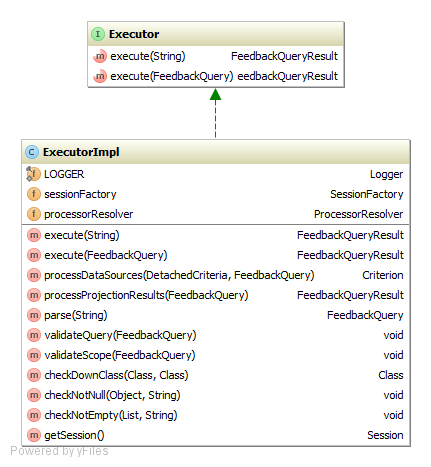 I Executor
m execute(String) FeedbackQueryResult
m execute(FeedbackQuery) eedbackQueryResult
C ExecutorImpl
f LOGGER Logger
f sessionFactory SessionFactory
f processorResolver ProcessorResolver
m execute(String) FeedbackQueryResult
m execute(FeedbackQuery) FeedbackQueryResult
m processDataSources(DetachedCriteria, FeedbackQuery) Criterion
m processProjectionResults(FeedbackQuery) FeedbackQueryResult
m parse(String) FeedbackQuery
m validateQuery(FeedbackQuery) void
m validateScope(FeedbackQuery) void
m checkDownClass(Class, Class) Class
m checkNotNull(Object, String) void
m checkNotEmpty(List, String) void
m getSession() Session
Powered by yFiles